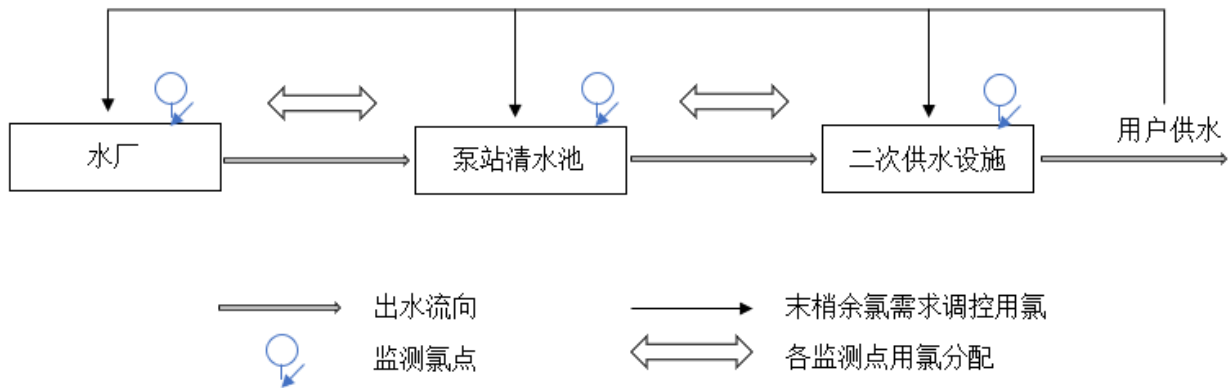 水厂
泵站清水池
二次供水设施
用户供水
出水流向
末梢余氯需求调控用氯
监测氯点
各监测点用氯分配